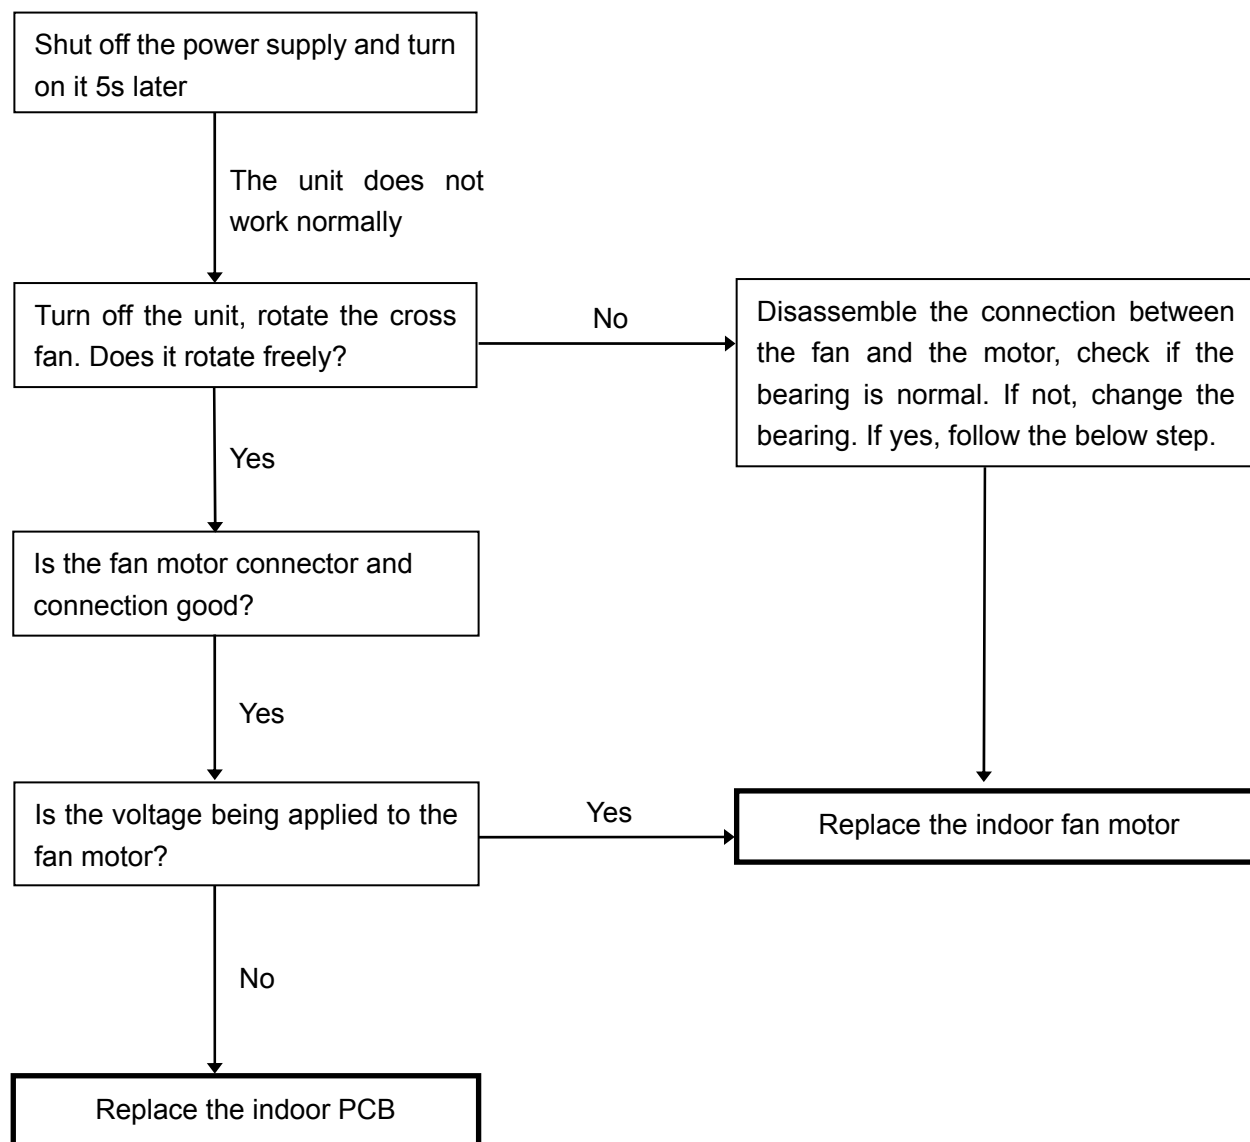 Shut off the power supply and turn
on it 5s later
The unit does not
work normally
Turn off the unit, rotate the cross
fan. Does it rotate freely?
No
Disassemble the connection between
the fan and the motor, check if the
bearing is normal. If not, change the
bearing. If yes, follow the below step.
Yes
Is the fan motor connector and
connection good?
Yes
Is the voltage being applied to the
fan motor?
Yes
Replace the indoor fan motor
No
Replace the indoor PCB